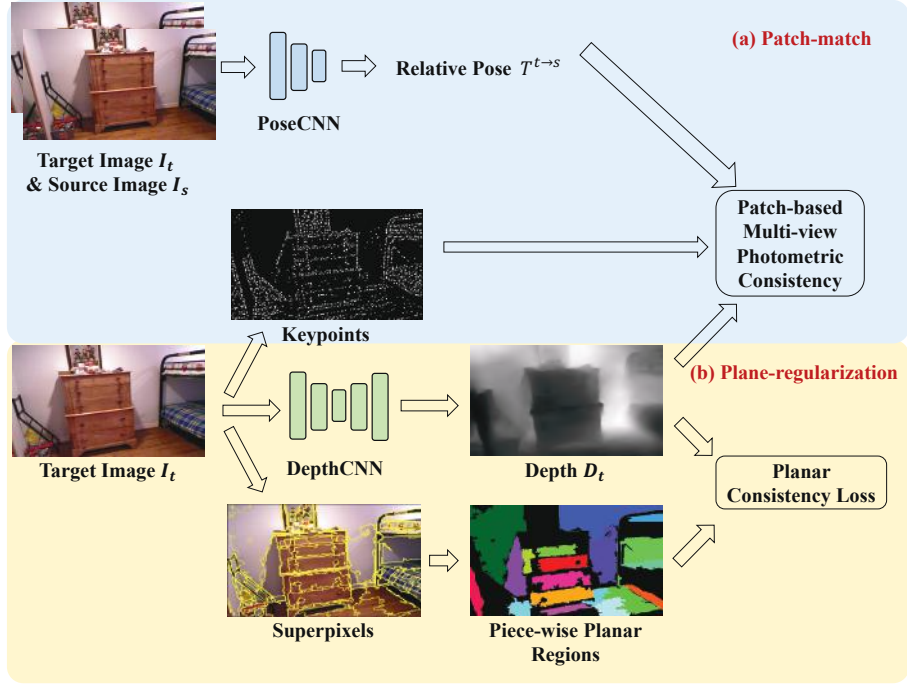 (a) Patch-match
PoseCNN
Relative Pose T^{t→s}
Target Image I_t
& Source Image I_s
Patch-based
Multi-view
Photometric
Consistency
Keypoints
(b) Plane-regularization
Target Image I_t
DepthCNN
Depth D_t
Planar
Consistency Loss
Superpixels
Piece-wise Planar
Regions